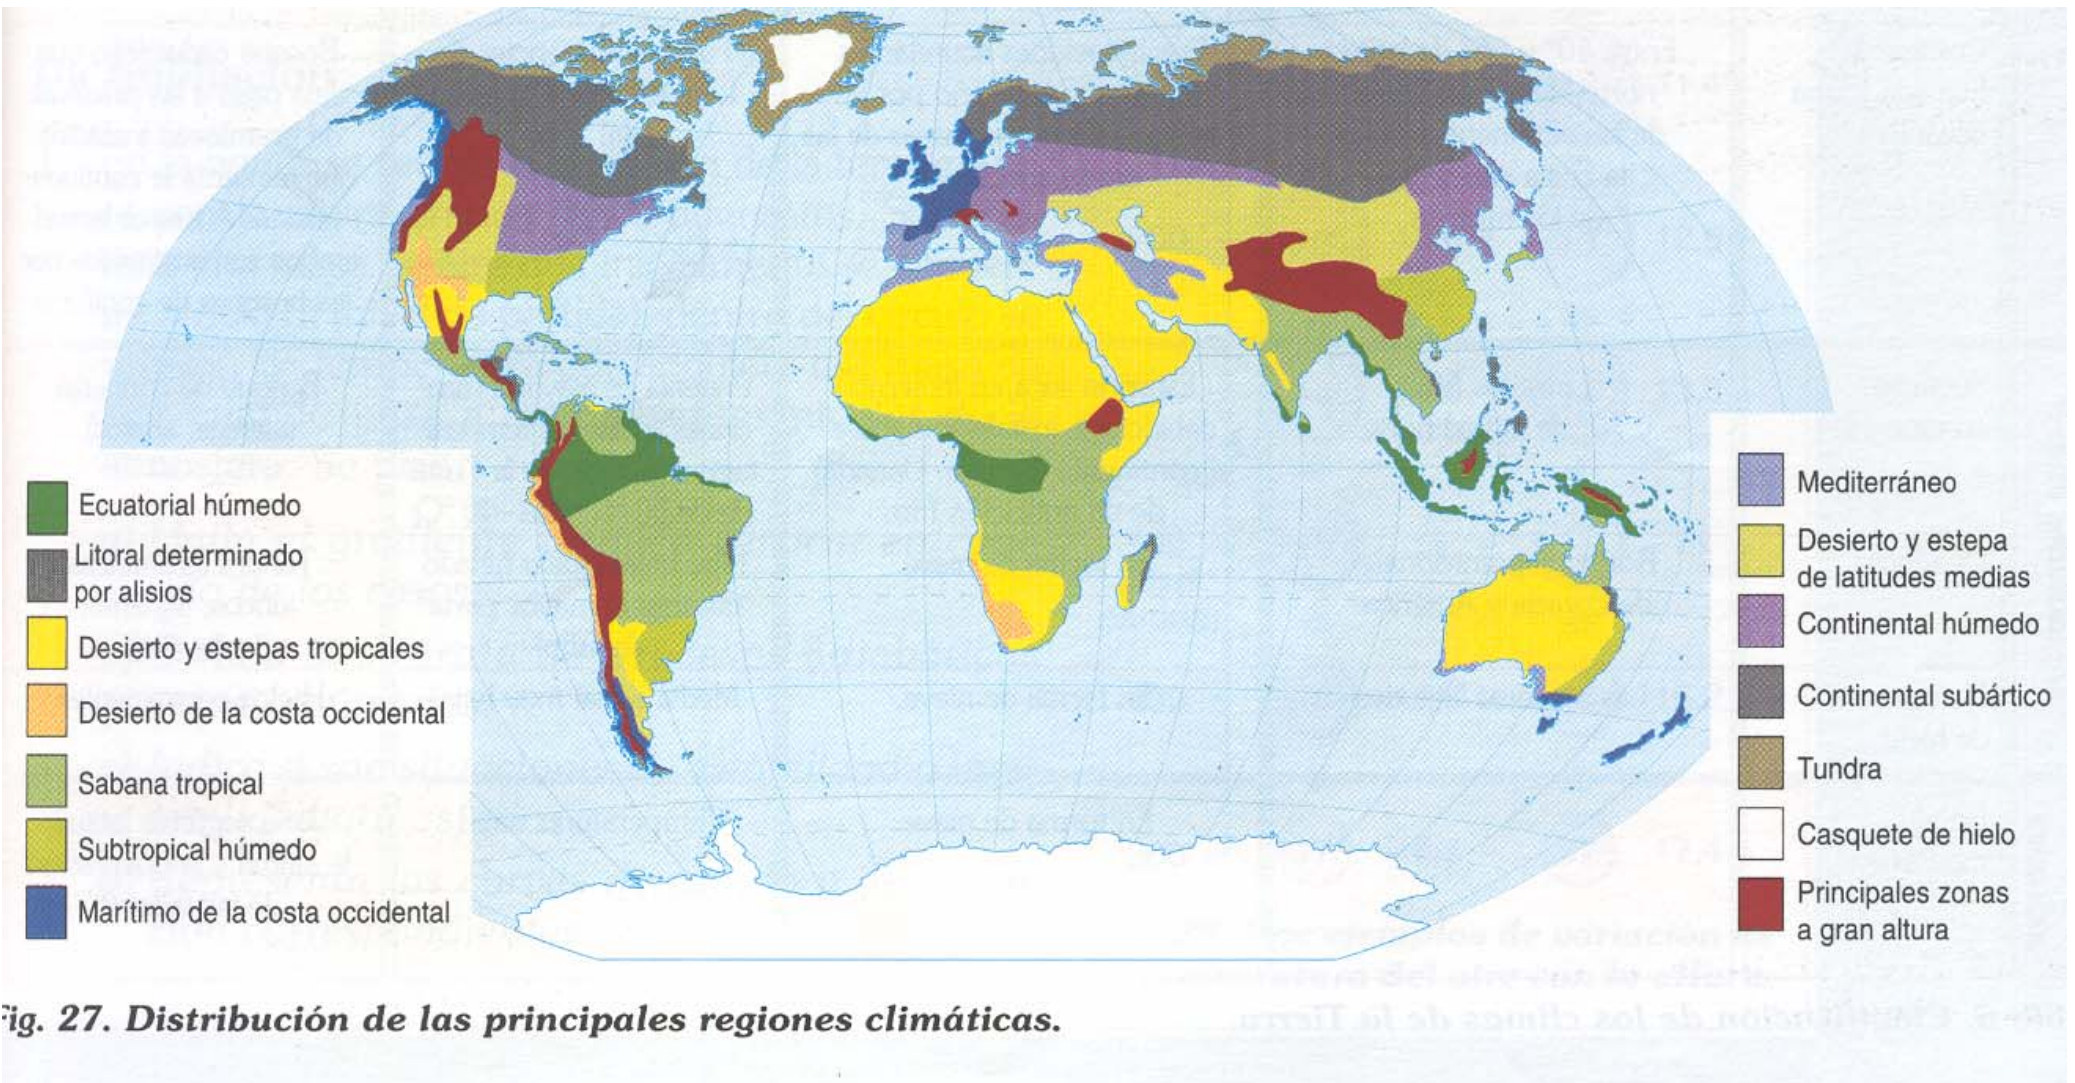 Ecuatorial húmedo
Litoral determinado
por alisios
Desierto y estepas tropicales
Desierto de la costa occidental
Sabana tropical
Subtropical húmedo
Marítimo de la costa occidental
Mediterráneo
Desierto y estepa
de latitudes medias
Continental húmedo
Continental subártico
Tundra
Casquete de hielo
Principales zonas
a gran altura
ig. 27. Distribución de las principales regiones climáticas.